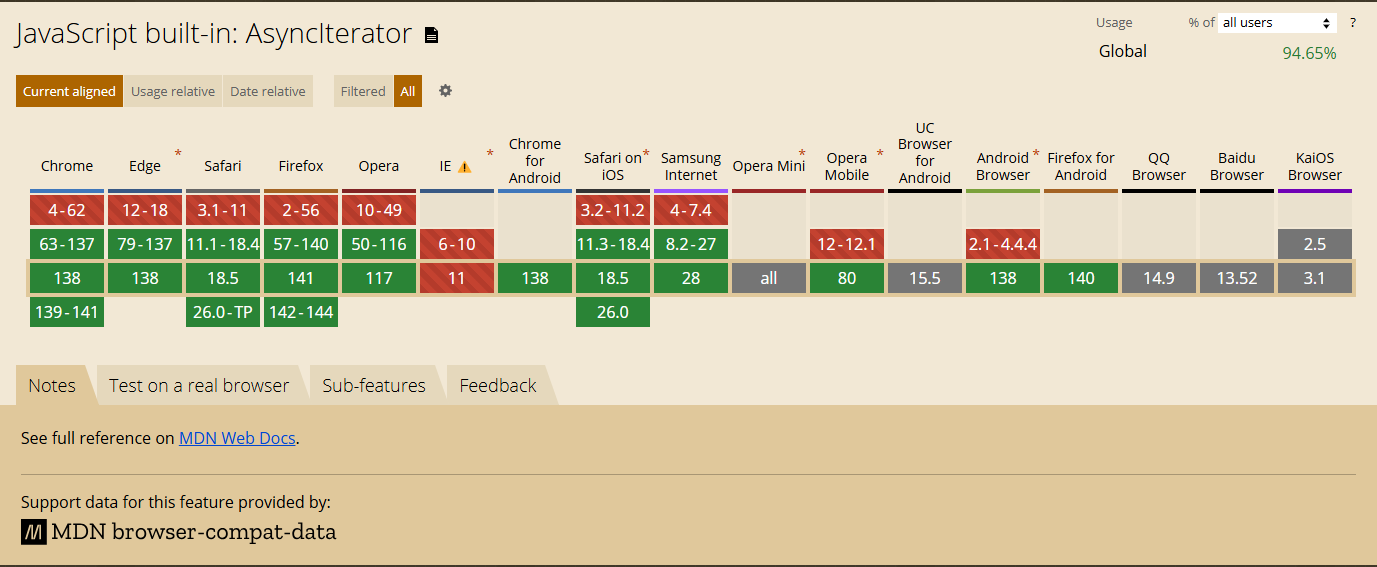 JavaScript built-in: AsyncIterator
Usage % of all users ?
Global 94.65%
Current aligned Usage relative Date relative Filtered All
Chrome
Edge *
Safari
Firefox
Opera
IE *
Chrome for Android
Safari on iOS *
Samsung Internet
Opera Mini *
Opera Mobile *
UC Browser for Android
Android Browser *
Firefox for Android
QQ Browser
Baidu Browser
KaiOS Browser
4-62 12-18 3.1-11 2-56 10-49 3.2-11.2 4-7.4
63-137 79-137 11.1-18.4 57-140 50-116 6-10 11.3-18.4 8.2-27 12-12.1 2.1-4.4.4 2.5
138 138 18.5 141 117 11 138 18.5 28 all 80 15.5 138 140 14.9 13.52 3.1
139-141 26.0-TP 142-144 26.0
Notes Test on a real browser Sub-features Feedback
See full reference on MDN Web Docs.
Support data for this feature provided by:
MDN browser-compat-data